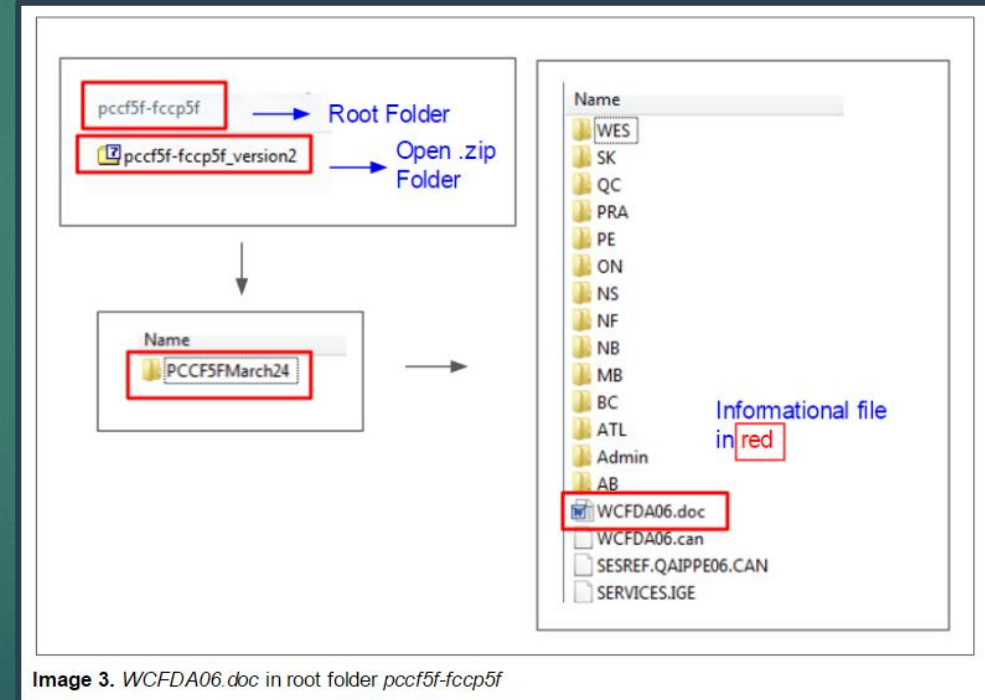 pccf5f-fccp5f
Root Folder
pccf5f-fccp5f_version2
Open .zip
Folder
Name
PCCF5FMarch24
Name
WES
SK
QC
PRA
PE
ON
NS
NF
NB
MB
BC
ATL
Admin
AB
Informational file
in red
WCFDA06.doc
WCFDA06.can
SESREF.QAIPPE06.CAN
SERVICES.IGE
Image 3. WCFDA06.doc in root folder pccf5f-fccp5f